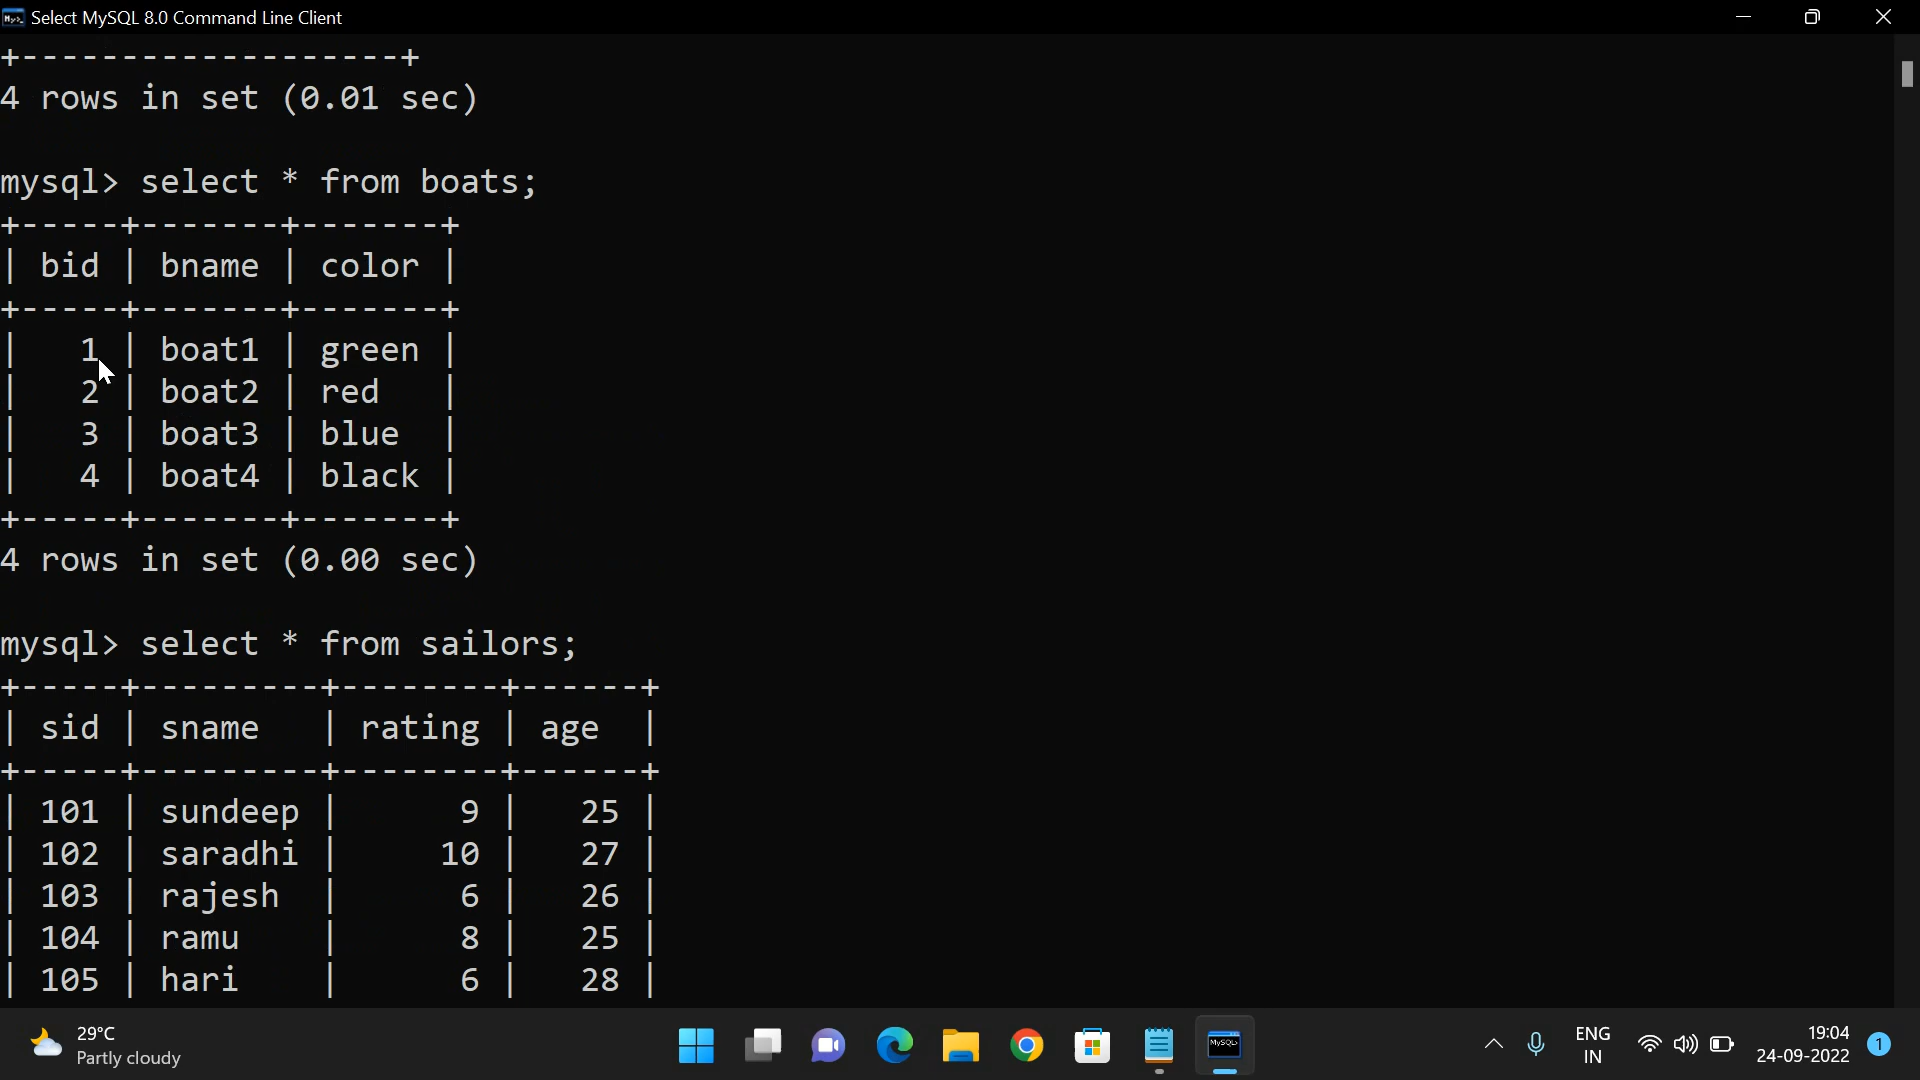 Select MySQL 8.0 Command Line Client
+-------------------+
4 rows in set (0.01 sec)
mysql> select * from boats;
+-----+-------+-------+
| bid | bname | color |
+-----+-------+-------+
|   1 | boat1 | green |
|   2 | boat2 | red   |
|   3 | boat3 | blue  |
|   4 | boat4 | black |
+-----+-------+-------+
4 rows in set (0.00 sec)
mysql> select * from sailors;
+-----+---------+--------+------+
| sid | sname   | rating | age  |
+-----+---------+--------+------+
| 101 | sundeep |      9 |   25 |
| 102 | saradhi |     10 |   27 |
| 103 | rajesh  |      6 |   26 |
| 104 | ramu    |      8 |   25 |
| 105 | hari    |      6 |   28 |
29°C
Partly cloudy
MySQL>
ENG
IN
19:04
24-09-2022
1